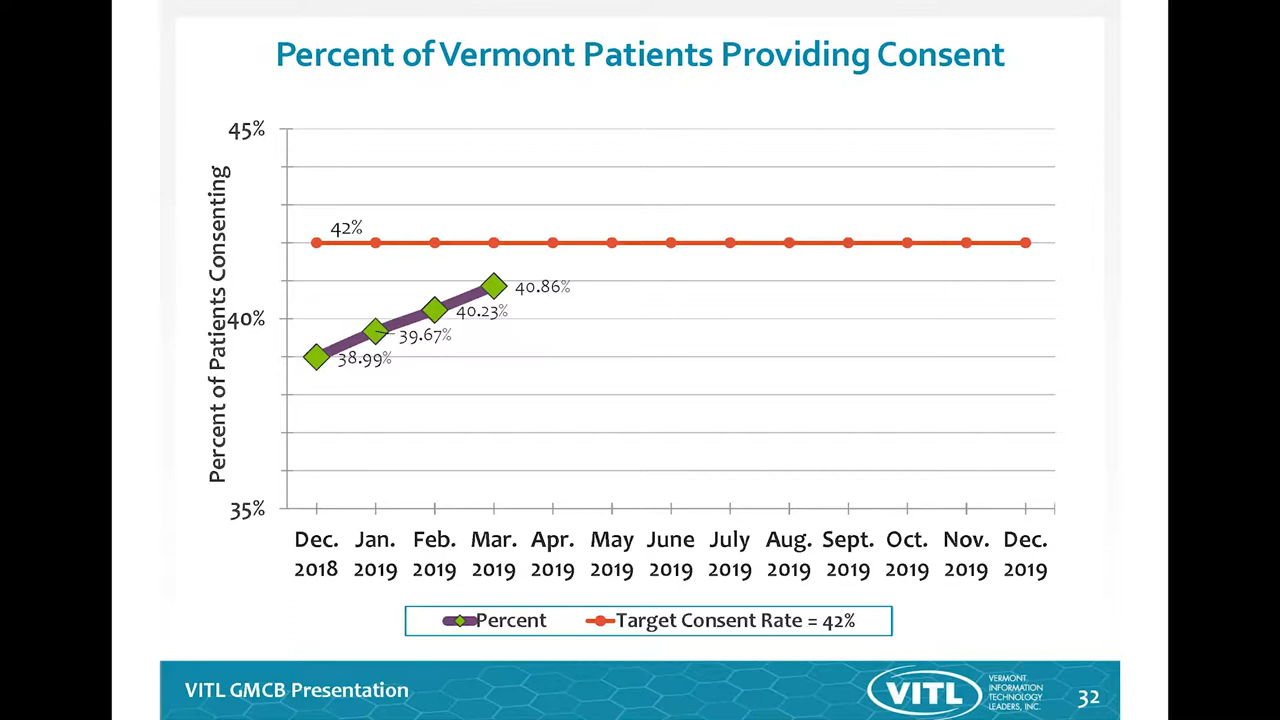 Percent of Vermont Patients Providing Consent
Percent of Patients Consenting
45%
40%
35%
42%
40.86%
40.23%
39.67%
38.99%
Dec. Jan. Feb. Mar. Apr. May June July Aug. Sept. Oct. Nov. Dec.
2018 2019 2019 2019 2019 2019 2019 2019 2019 2019 2019 2019 2019
Percent Target Consent Rate = 42%
VITL GMCB Presentation
VITL
VERMONT
INFORMATION
TECHNOLOGY
LEADERS, INC.
32